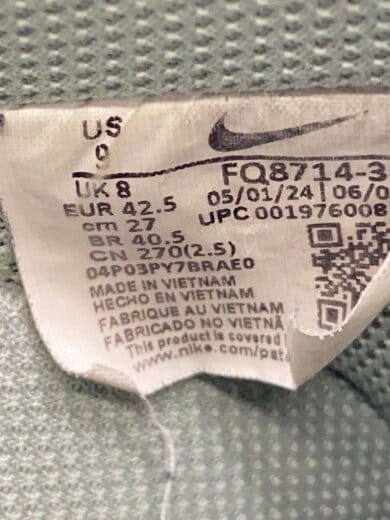 US
9
FQ8714-3
UK 8
05/01/24 | 06/0
EUR 42.5
UPC 001976008
cm 27
BR 40.5
CN 270(2.5)
04P03PY7BRAE0
MADE IN VIETNAM
HECHO EN VIETNAM
FABRIQUE AU VIETNAM
FABRICADO NO VIETNÃ
This product is covered
www.nike.com/pat